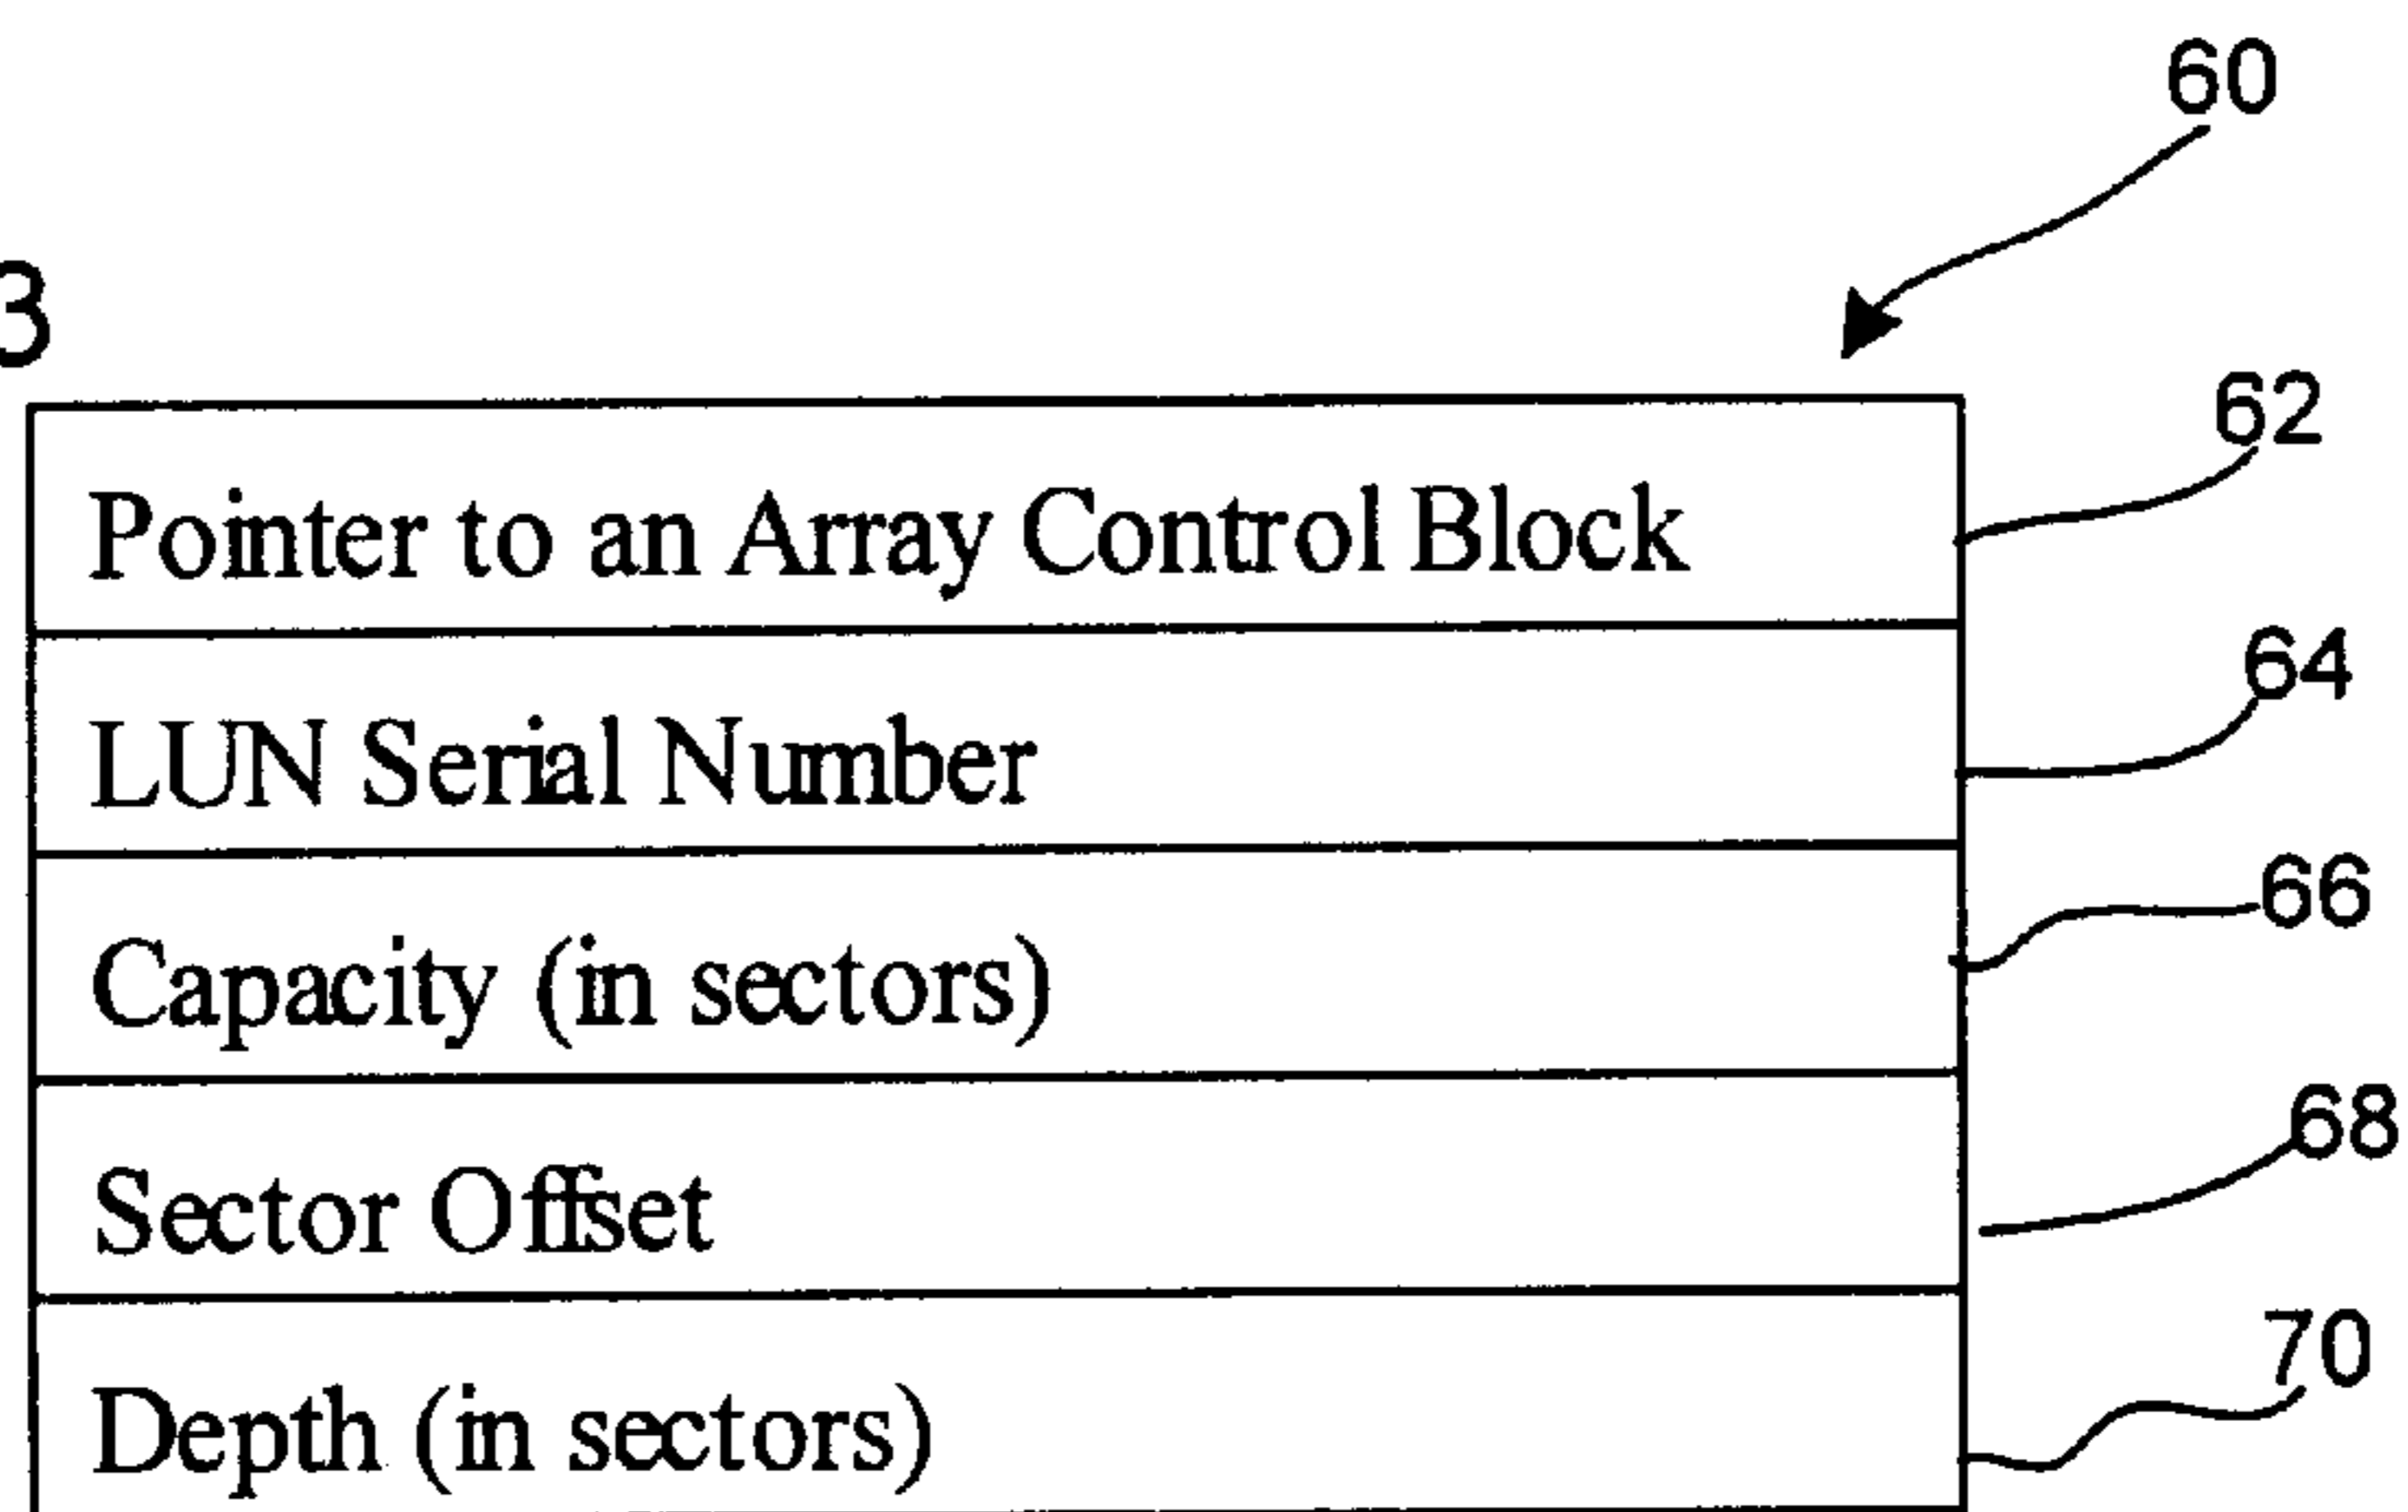 60
3
62
Pointer to an Array Control Block
64
LUN Serial Number
66
Capacity (in sectors)
68
Sector Offset
70
Depth (in sectors)